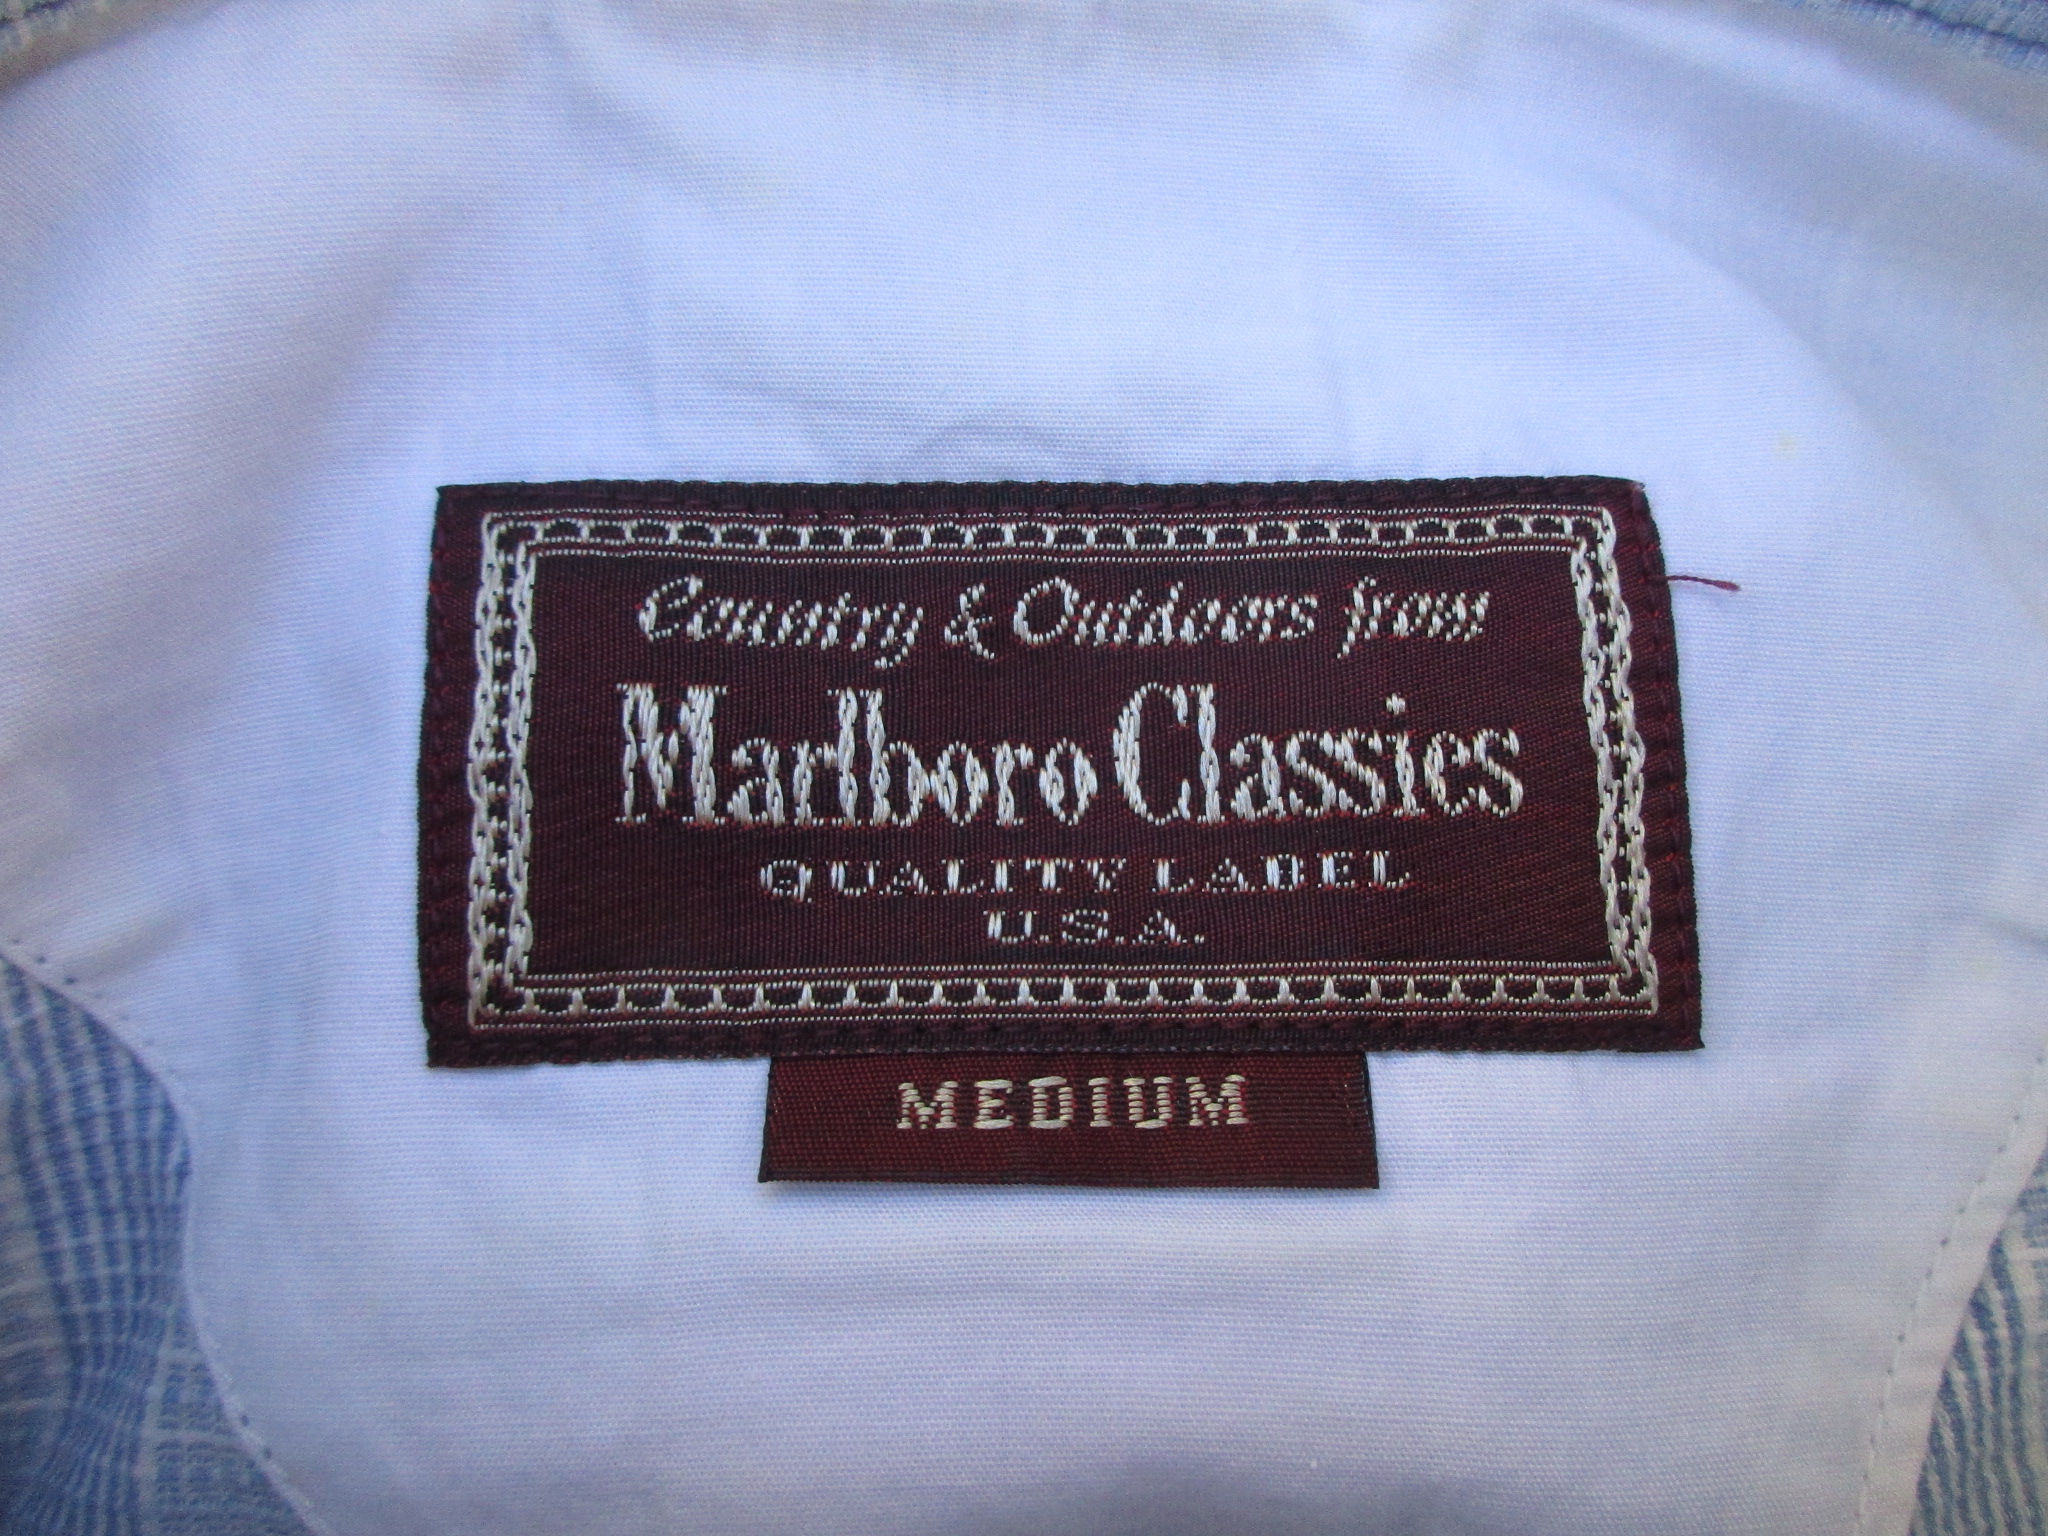 Country & Outdoors from
Marlboro Classics
QUALITY LABEL
U.S.A.
MEDIUM